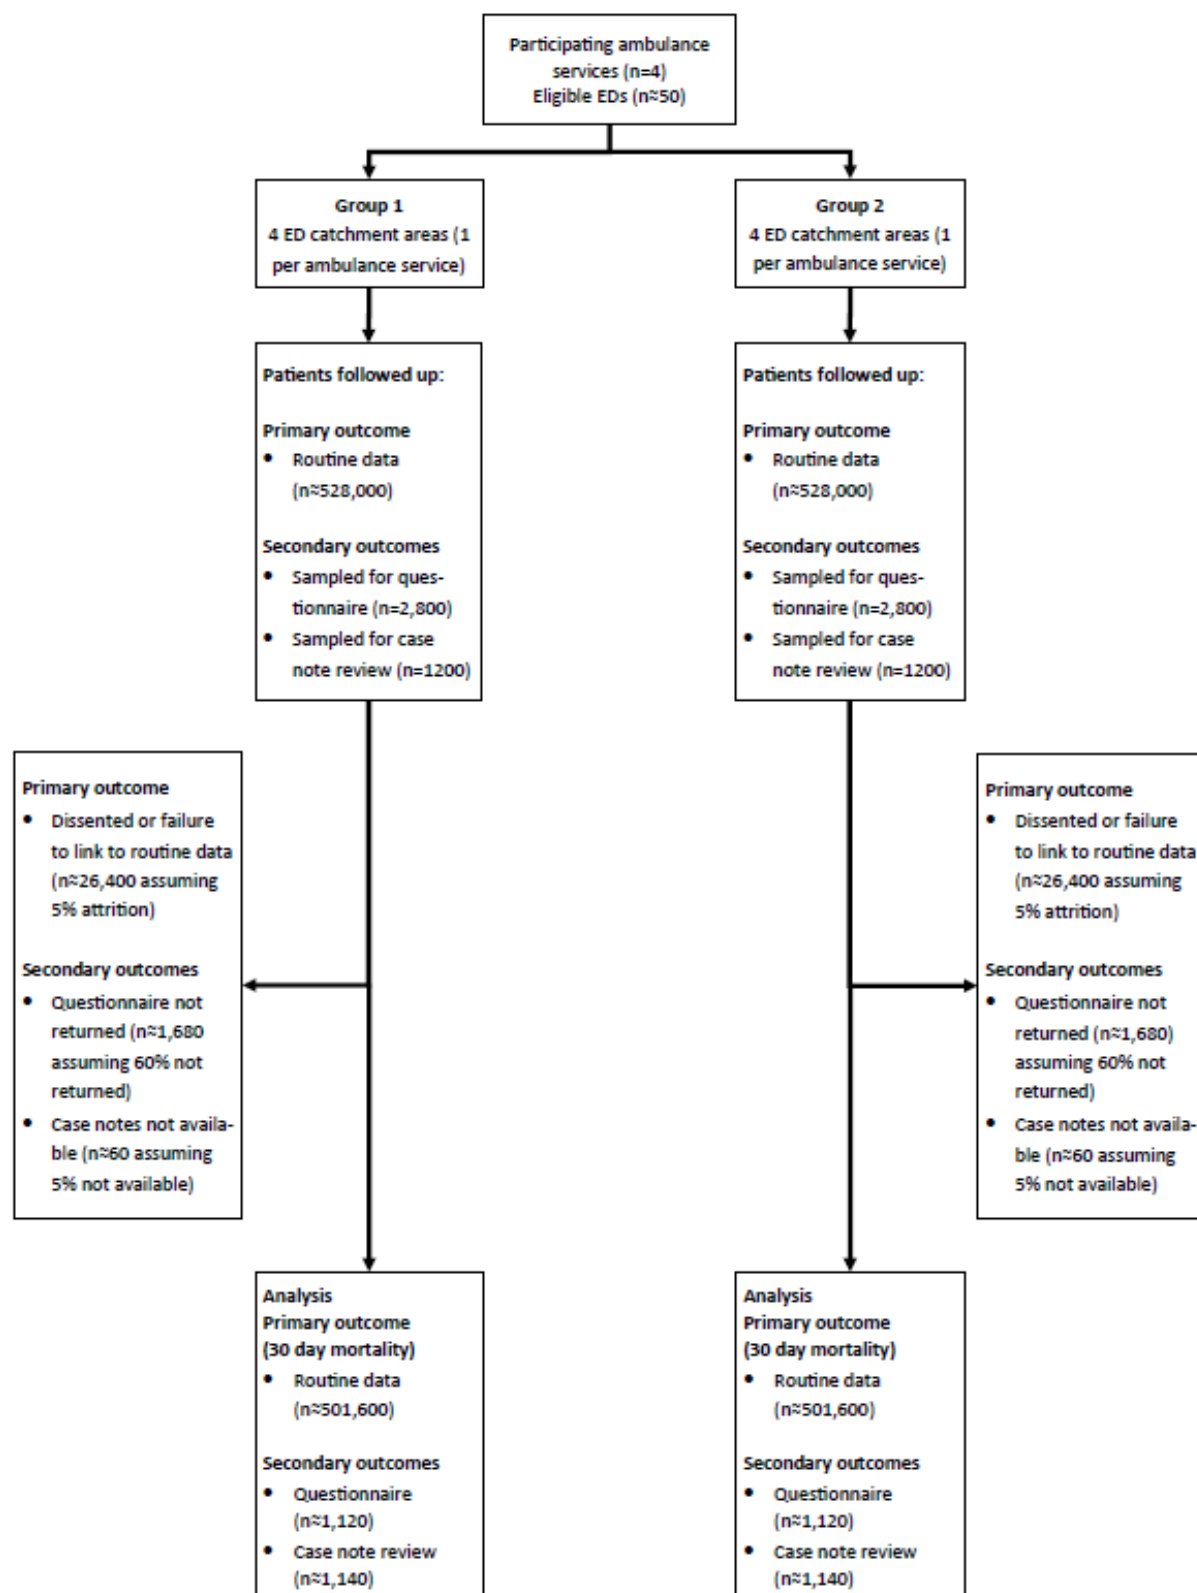 Participating ambulance
services (n=4)
Eligible EDs (n≈50)
Group 1
4 ED catchment areas (1
per ambulance service)
Group 2
4 ED catchment areas (1
per ambulance service)
Patients followed up:
Primary outcome
• Routine data
(n≈528,000)
Secondary outcomes
• Sampled for ques-
tionnaire (n=2,800)
• Sampled for case
note review (n=1200)
Patients followed up:
Primary outcome
• Routine data
(n≈528,000)
Secondary outcomes
• Sampled for ques-
tionnaire (n=2,800)
• Sampled for case
note review (n=1200)
Primary outcome
• Dissented or failure
to link to routine data
(n≈26,400 assuming
5% attrition)
Secondary outcomes
• Questionnaire not
returned (n≈1,680
assuming 60% not
returned)
• Case notes not availa-
ble (n≈60 assuming
5% not available)
Primary outcome
• Dissented or failure
to link to routine data
(n≈26,400 assuming
5% attrition)
Secondary outcomes
• Questionnaire not
returned (n≈1,680)
assuming 60% not
returned)
• Case notes not availa-
ble (n≈60 assuming
5% not available)
Analysis
Primary outcome
(30 day mortality)
• Routine data
(n≈501,600)
Secondary outcomes
• Questionnaire
(n≈1,120)
• Case note review
(n≈1,140)
Analysis
Primary outcome
(30 day mortality)
• Routine data
(n≈501,600)
Secondary outcomes
• Questionnaire
(n≈1,120)
• Case note review
(n≈1,140)